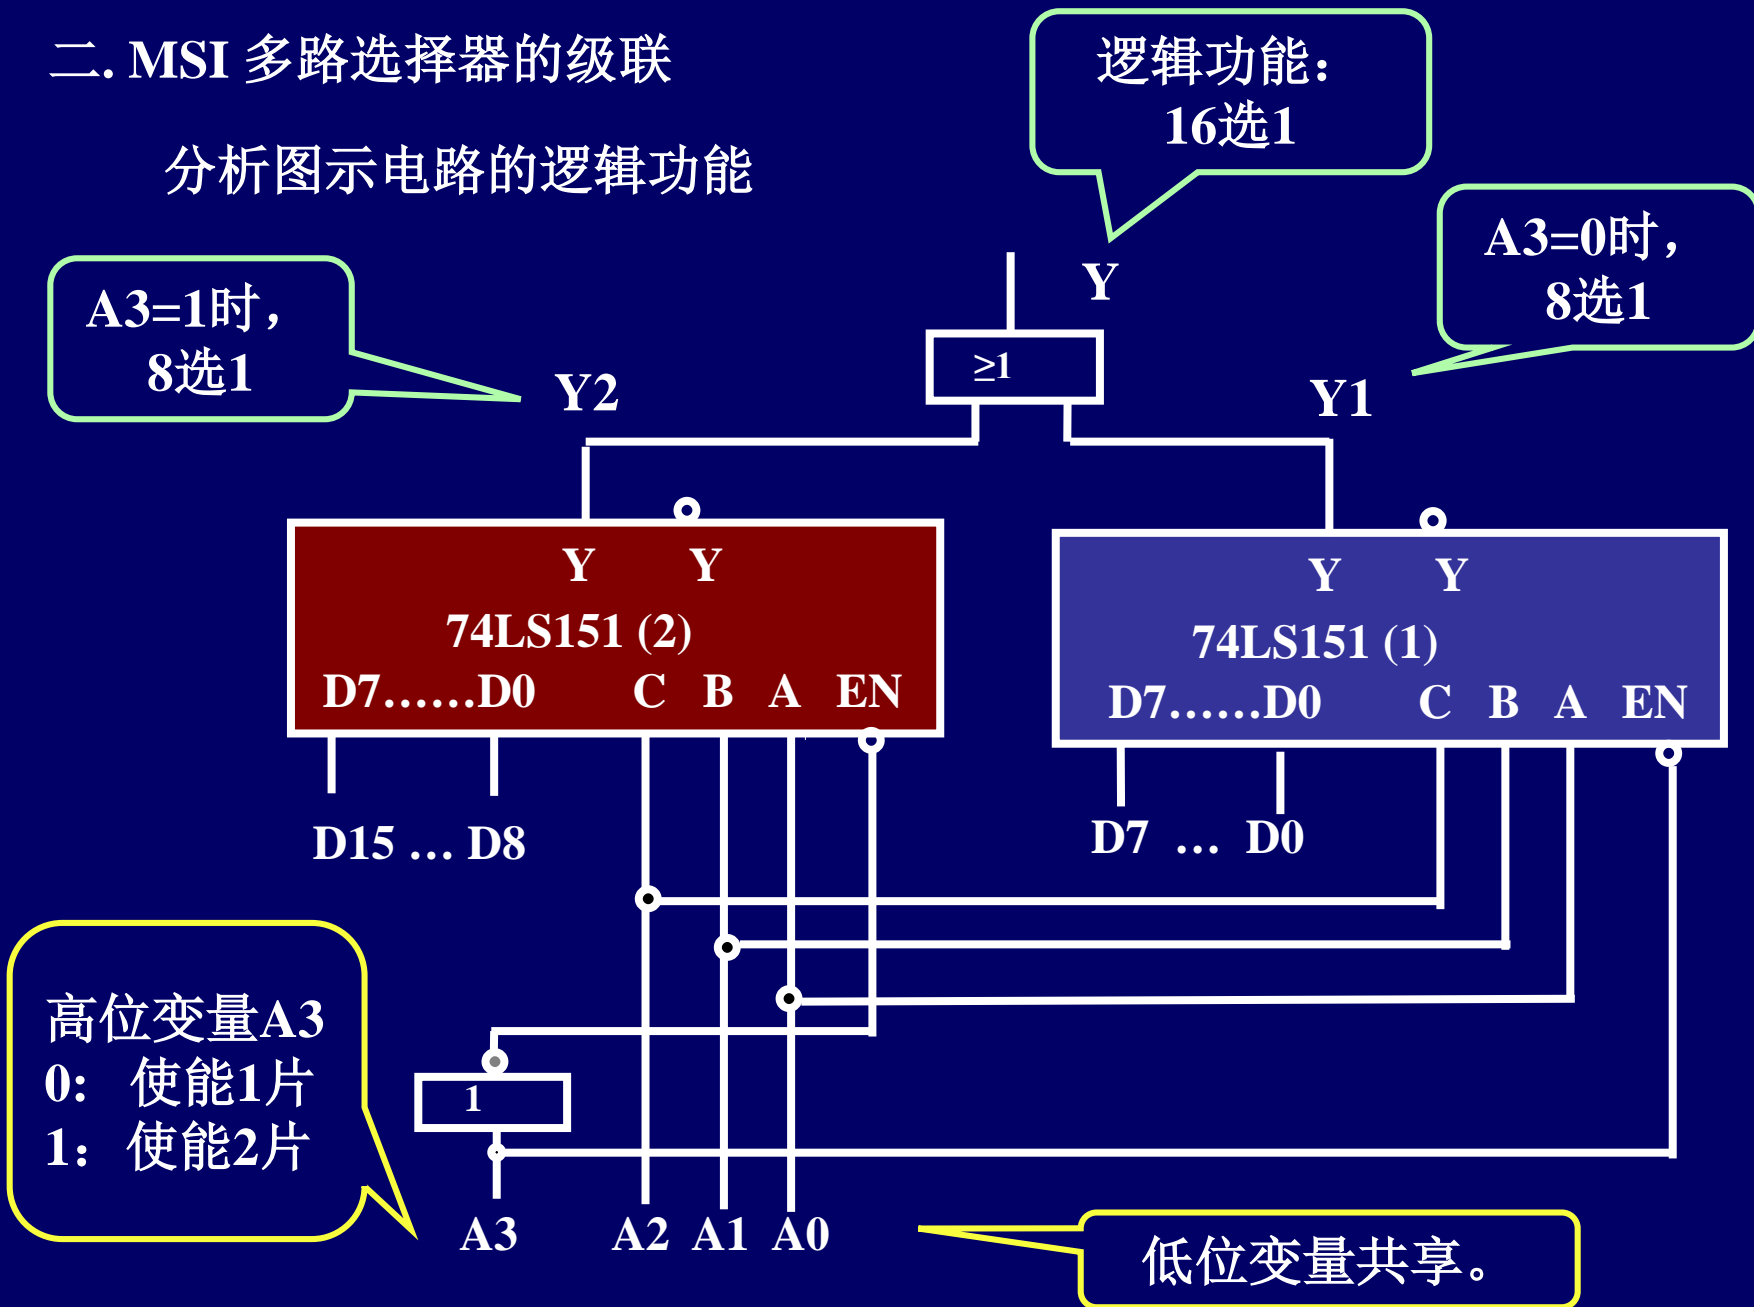 二. MSI 多路选择器的级联
分析图示电路的逻辑功能
逻辑功能：
16选1
A3=0时，
8选1
A3=1时，
8选1
Y
≥1
Y2
Y1
Y Y
74LS151 (2)
D7……D0 C B A EN
Y Y
74LS151 (1)
D7……D0 C B A EN
D15 … D8
D7 … D0
高位变量A3
0: 使能1片
1： 使能2片
1
A3 A2 A1 A0
低位变量共享。